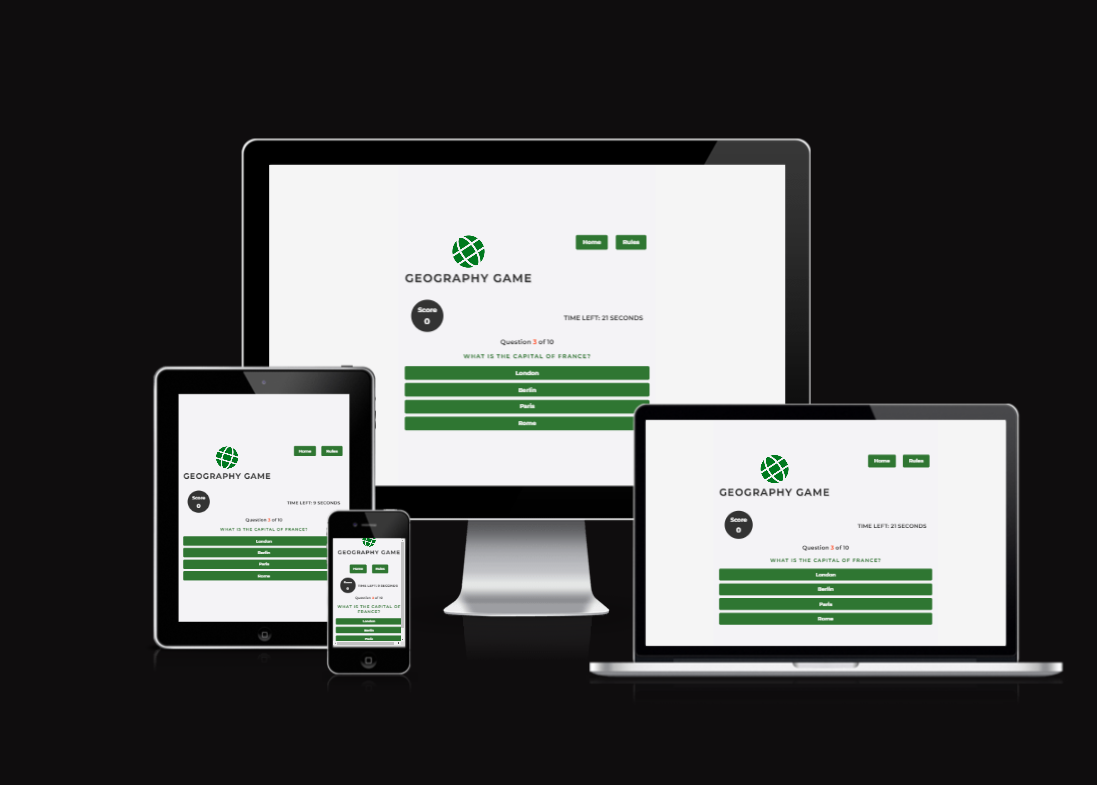 Home Rules
GEOGRAPHY GAME
Score
0
TIME LEFT: 21 SECONDS
Question 3 of 10
WHAT IS THE CAPITAL OF FRANCE?
London
Berlin
Paris
Rome
Home Rules
GEOGRAPHY GAME
Score
0
TIME LEFT: 9 SECONDS
Question 3 of 10
WHAT IS THE CAPITAL OF FRANCE?
London
Berlin
Paris
Rome
GEOGRAPHY GAME
Home Rules
Score
0
Question 3 of 10
WHAT IS THE CAPITAL OF
FRANCE?
London
Berlin
Paris
Home Rules
GEOGRAPHY GAME
Score
0
TIME LEFT: 21 SECONDS
Question 3 of 10
WHAT IS THE CAPITAL OF FRANCE?
London
Berlin
Paris
Rome